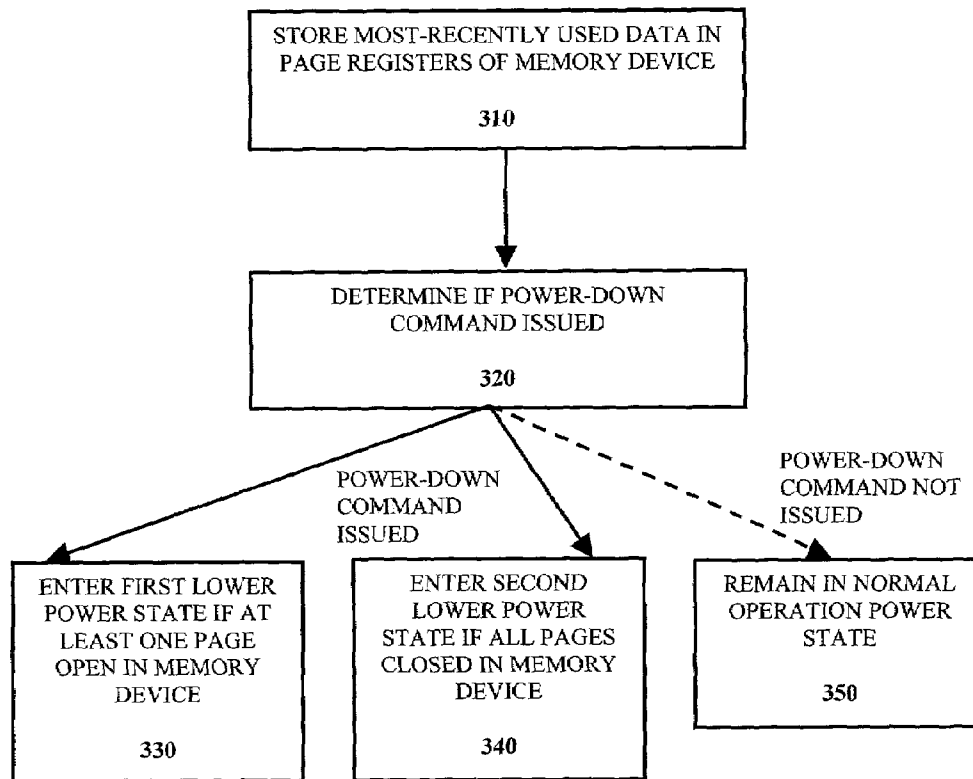 STORE MOST-RECENTLY USED DATA IN
PAGE REGISTERS OF MEMORY DEVICE
310
DETERMINE IF POWER-DOWN
COMMAND ISSUED
320
POWER-DOWN
COMMAND
ISSUED
POWER-DOWN
COMMAND NOT
ISSUED
ENTER FIRST LOWER
POWER STATE IF AT
LEAST ONE PAGE
OPEN IN MEMORY
DEVICE
330
ENTER SECOND
LOWER POWER
STATE IF ALL PAGES
CLOSED IN MEMORY
DEVICE
340
REMAIN IN NORMAL
OPERATION POWER
STATE
350